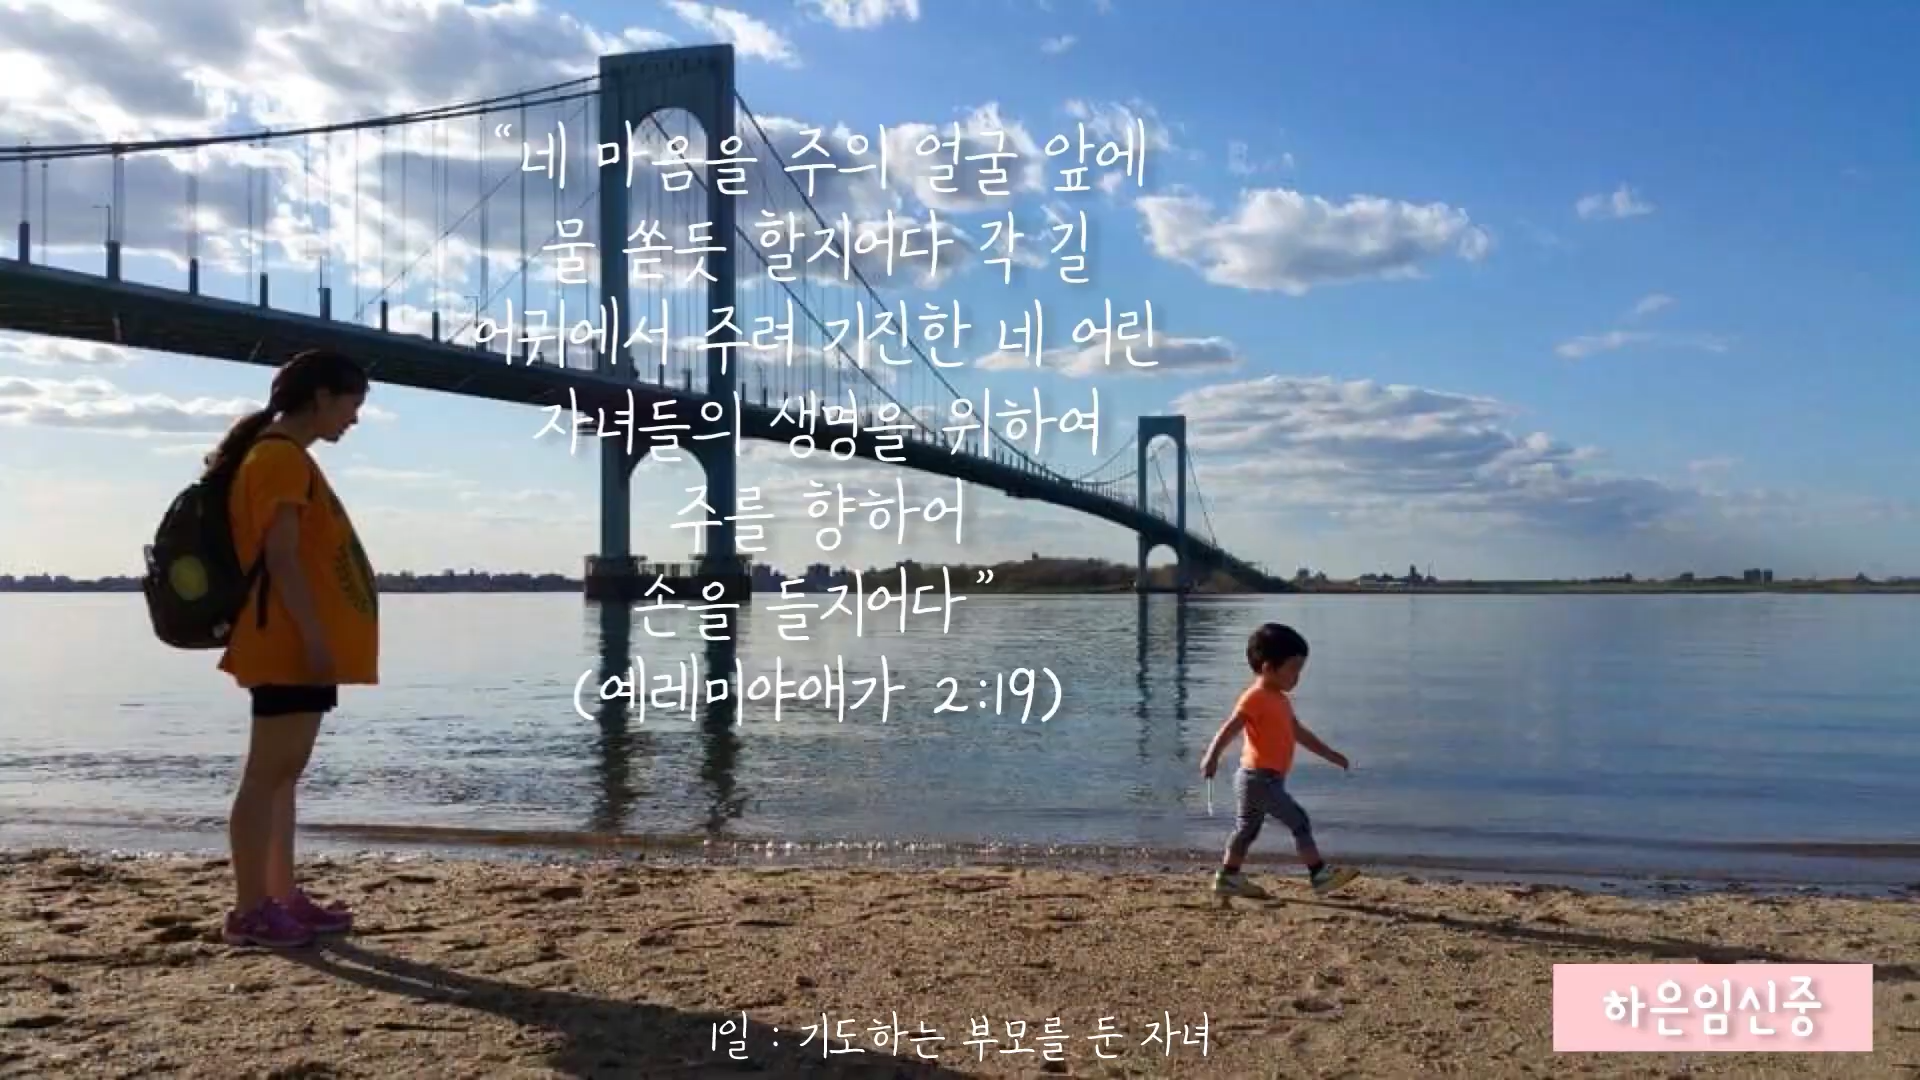 “네 마음을 주의 얼굴 앞에
물 쏟듯 할지어다 각 길
어귀에서 주려 기진한 네 어린
자녀들의 생명을 위하여
주를 향하여
손을 들지어다”
(예레미야애가 2:19)
하은임신중
1일 : 기도하는 부모를 둔 자녀